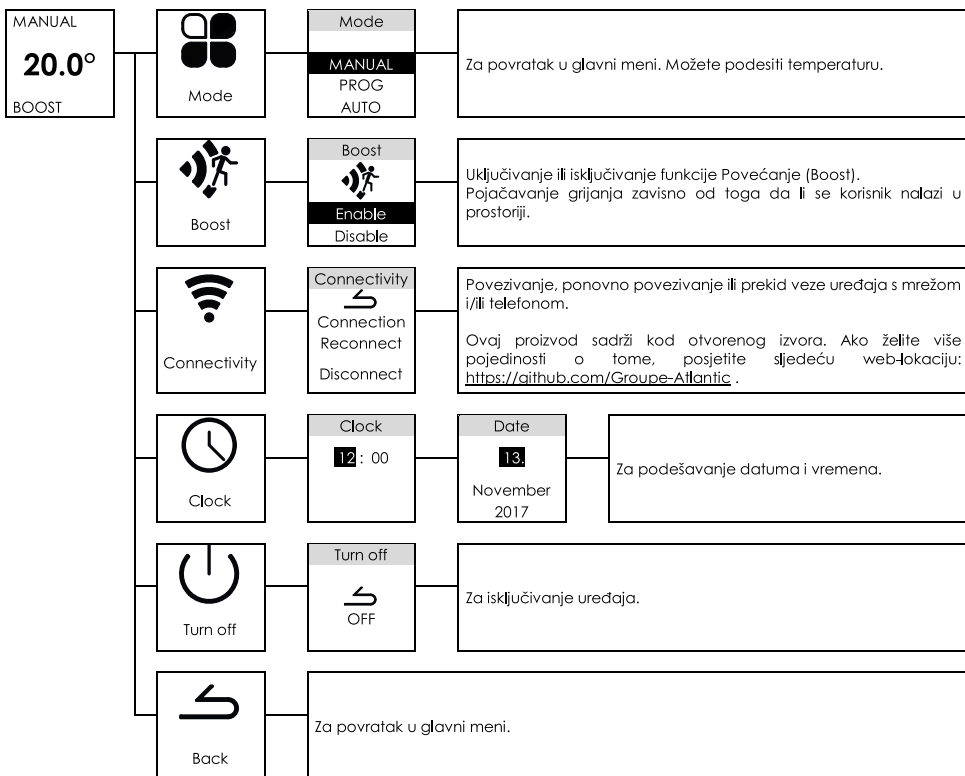 MANUAL
20.0°
BOOST
Mode
Mode
MANUAL
PROG
AUTO
Za povratak u glavni meni. Možete podesiti temperaturu.
Boost
Boost
Enable
Disable
Uključivanje ili isključivanje funkcije Povećanje (Boost).
Pojačavanje grijanja zavisno od toga da li se korisnik nalazi u
prostoriji.
Connectivity
Connectivity
Connection
Reconnect
Disconnect
Povezivanje, ponovno povezivanje ili prekid veze uređaja s mrežom
i/ili telefonom.
Ovaj proizvod sadrži kod otvorenog izvora. Ako želite više
pojedinosti o tome, posjetite sljedeću web-lokaciju:
https://github.com/Groupe-Atlantic .
Clock
Clock
12 : 00
Date
13.
November
2017
Za podešavanje datuma i vremena.
Turn off
Turn off
OFF
Za isključivanje uređaja.
Back
Za povratak u glavni meni.